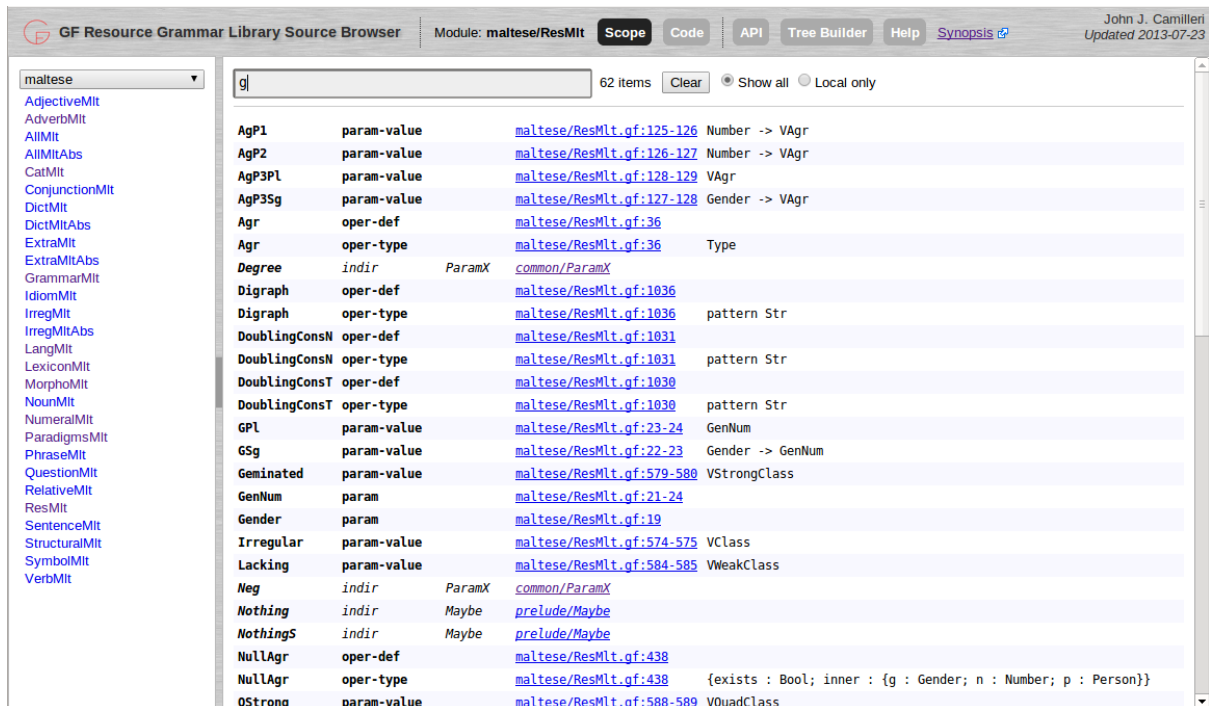 GF Resource Grammar Library Source Browser
Module: maltese/ResMlt
Scope
Code
API
Tree Builder
Help
Synopsis
John J. Camilleri
Updated 2013-07-23
maltese
AdjectiveMlt
AdverbMlt
AllMlt
AllMltAbs
CatMlt
ConjunctionMlt
DictMlt
DictMltAbs
ExtraMlt
ExtraMltAbs
GrammarMlt
IdiomMlt
IrregMlt
IrregMltAbs
LangMlt
LexiconMlt
MorphoMlt
NounMlt
NumeralMlt
ParadigmsMlt
PhraseMlt
QuestionMlt
RelativeMlt
ResMlt
SentenceMlt
StructuralMlt
SymbolMlt
VerbMlt
g
62 items
Clear
Show all
Local only
AgP1 param-value maltese/ResMlt.gf:125-126 Number -> VAgr
AgP2 param-value maltese/ResMlt.gf:126-127 Number -> VAgr
AgP3Pl param-value maltese/ResMlt.gf:128-129 VAgr
AgP3Sg param-value maltese/ResMlt.gf:127-128 Gender -> VAgr
Agr oper-def maltese/ResMlt.gf:36
Agr oper-type maltese/ResMlt.gf:36 Type
Degree indir ParamX common/ParamX
Digraph oper-def maltese/ResMlt.gf:1036
Digraph oper-type maltese/ResMlt.gf:1036 pattern Str
DoublingConsN oper-def maltese/ResMlt.gf:1031
DoublingConsN oper-type maltese/ResMlt.gf:1031 pattern Str
DoublingConsT oper-def maltese/ResMlt.gf:1030
DoublingConsT oper-type maltese/ResMlt.gf:1030 pattern Str
GPl param-value maltese/ResMlt.gf:23-24 GenNum
GSg param-value maltese/ResMlt.gf:22-23 Gender -> GenNum
Geminated param-value maltese/ResMlt.gf:579-580 VStrongClass
GenNum param maltese/ResMlt.gf:21-24
Gender param maltese/ResMlt.gf:19
Irregular param-value maltese/ResMlt.gf:574-575 VClass
Lacking param-value maltese/ResMlt.gf:584-585 VWeakClass
Neg indir ParamX common/ParamX
Nothing indir Maybe prelude/Maybe
NothingS indir Maybe prelude/Maybe
NullAgr oper-def maltese/ResMlt.gf:438
NullAgr oper-type maltese/ResMlt.gf:438 {exists : Bool; inner : {g : Gender; n : Number; p : Person}}
QStrong param-value maltese/ResMlt.gf:588-589 VQuadClass